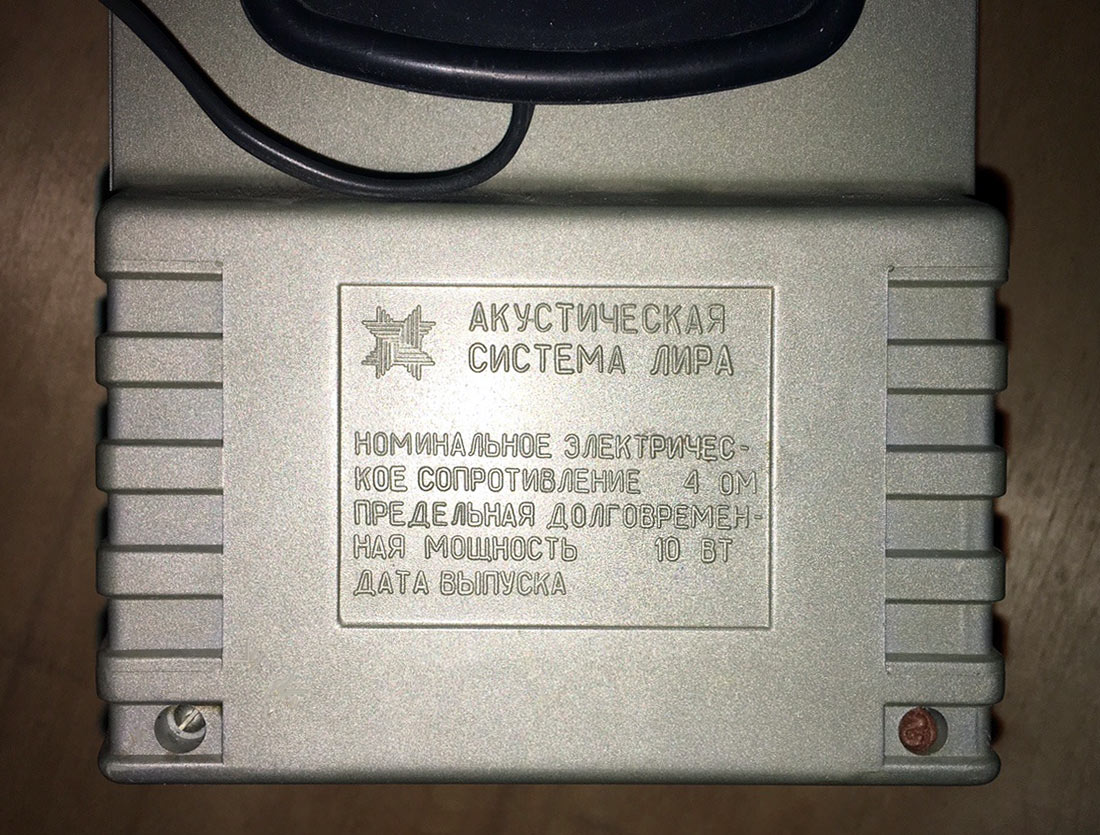 АКУСТИЧЕСКАЯ
СИСТЕМА ЛИРА
НОМИНАЛЬНОЕ ЭЛЕКТРИЧЕС-
КОЕ СОПРОТИВЛЕНИЕ 4 ОМ
ПРЕДЕЛЬНАЯ ДОЛГОВРЕМЕН-
НАЯ МОЩНОСТЬ 10 ВТ
ДАТА ВЫПУСКА